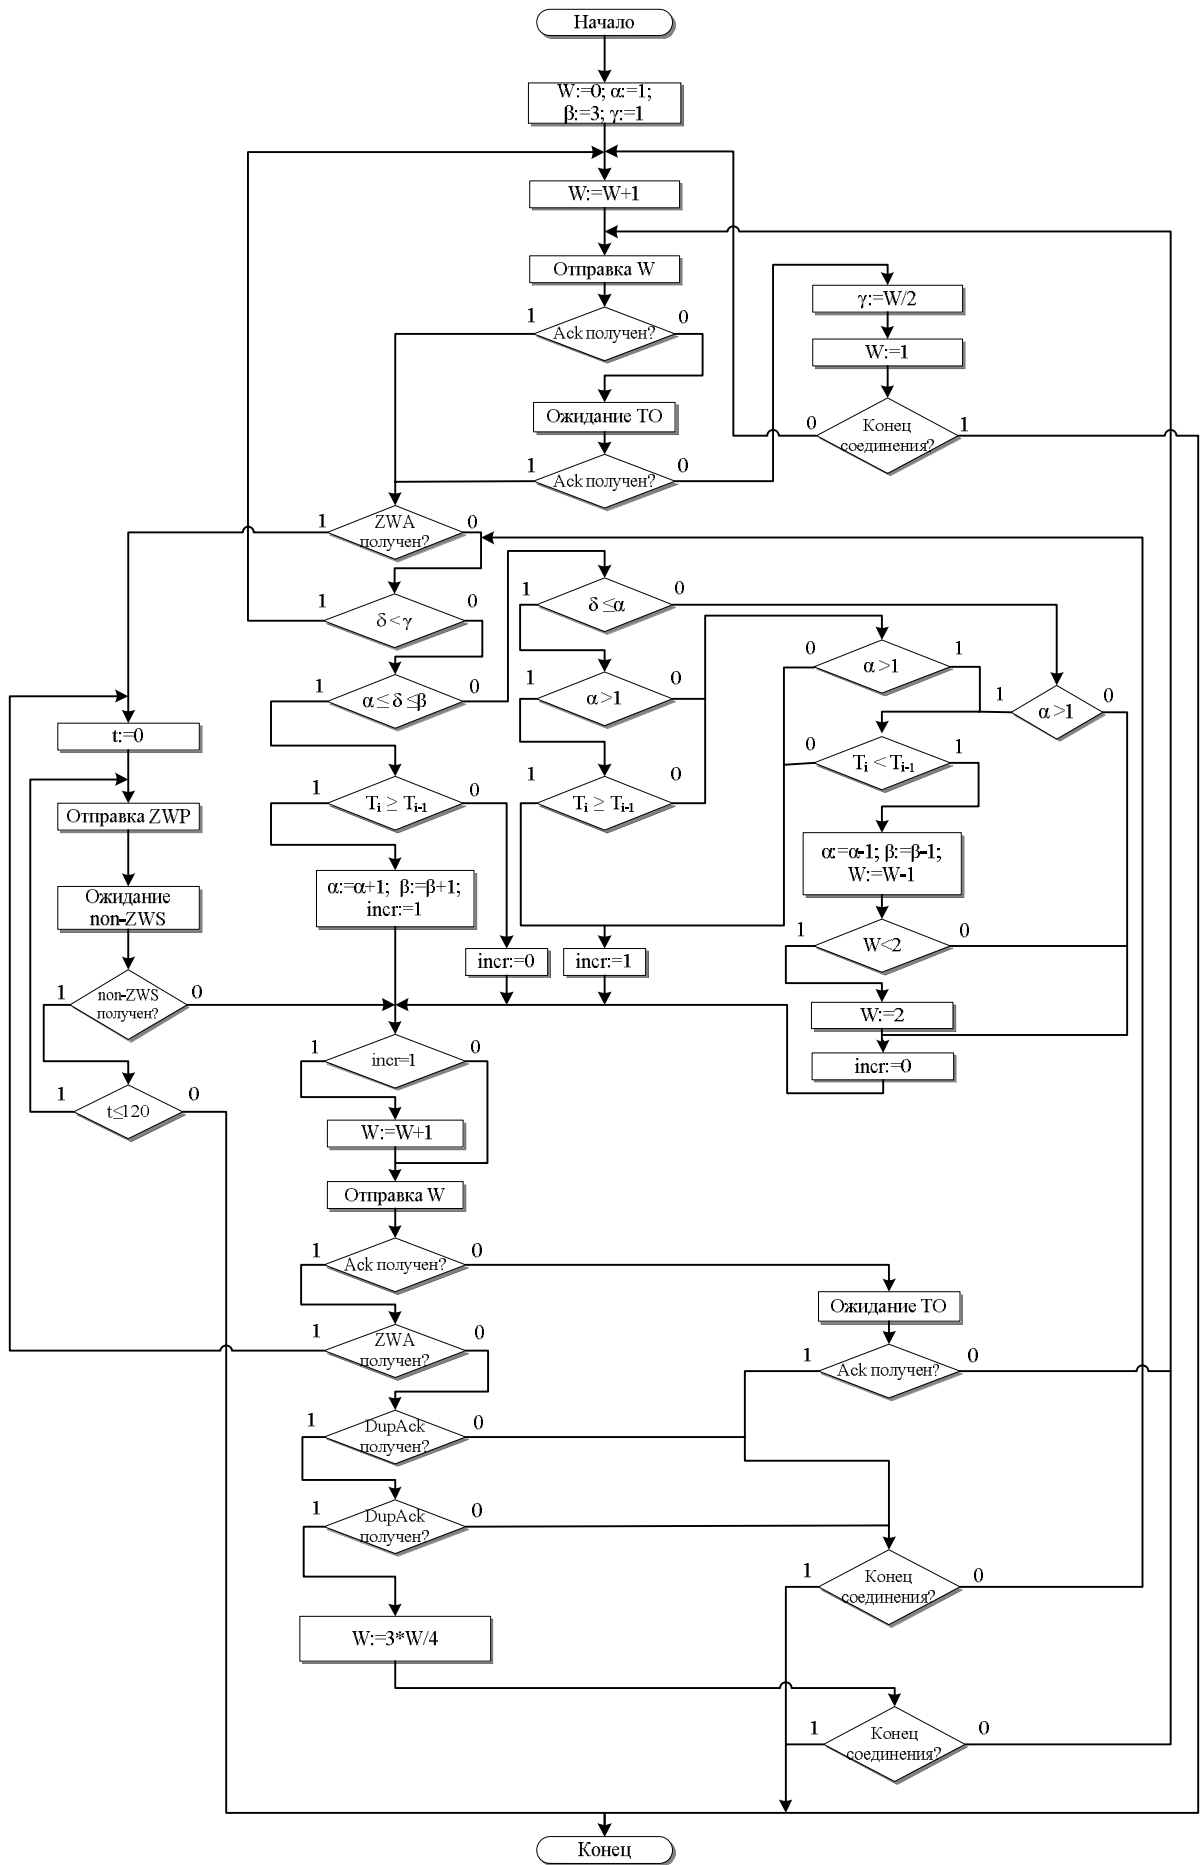 Начало
W:=0; α:=1;
β:=3; γ:=1
W:=W+1
Отправка W
1
Ack получен?
0
Ожидание TO
1
Ack получен?
0
γ:=W/2
W:=1
0
Конец
соединения?
1
1
ZWA
получен?
0
1
δ<γ
0
1
α≤δ≤β
0
1
δ≤α
0
1
α>1
0
0
α>1
1
1
α>1
0
t:=0
1
Ti ≥ Ti-1
0
1
Ti ≥ Ti-1
0
0
Ti < Ti-1
1
Отправка ZWP
α:=α+1; β:=β+1;
incr:=1
α:=α-1; β:=β-1;
W:=W-1
Ожидание
non-ZWS
incr:=0
incr:=1
1
W<2
0
1
non-ZWS
получен?
0
W:=2
1
incr=1
0
incr:=0
1
t≤120
0
W:=W+1
Отправка W
1
Ack получен?
0
Ожидание TO
1
ZWA
получен?
0
1
Ack получен?
0
1
DupAck
получен?
0
1
DupAck
получен?
0
1
Конец
соединения?
0
W:=3*W/4
1
Конец
соединения?
0
Конец